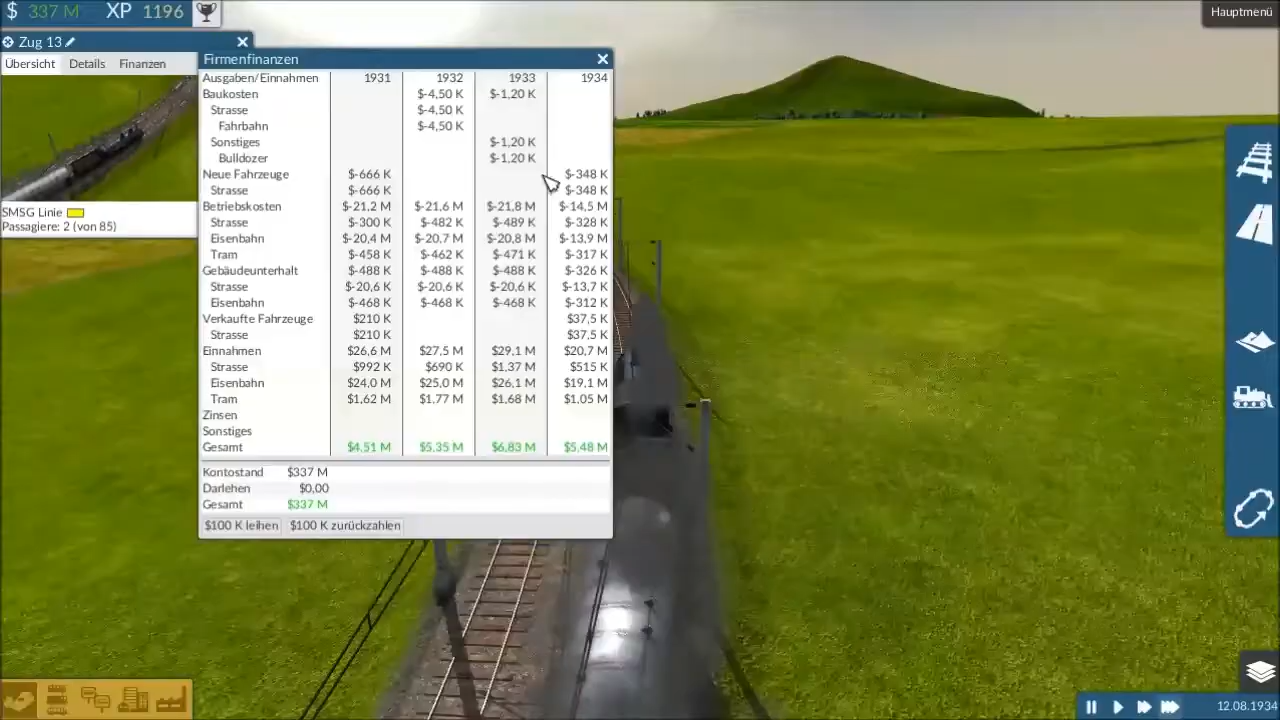 $ 337 M XP 1196
Hauptmenü
Zug 13
Übersicht Details Finanzen
SMSG Linie
Passagiere: 2 (von 85)
Firmenfinanzen
Ausgaben/Einnahmen 1931 1932 1933 1934
Baukosten $-4,50 K $-1,20 K
Strasse $-4,50 K
Fahrbahn $-4,50 K
Sonstiges $-1,20 K
Bulldozer $-1,20 K
Neue Fahrzeuge $-666 K $-348 K
Strasse $-666 K $-348 K
Betriebskosten $-21,2 M $-21,6 M $-21,8 M $-14,5 M
Strasse $-300 K $-482 K $-489 K $-328 K
Eisenbahn $-20,4 M $-20,7 M $-20,8 M $-13,9 M
Tram $-458 K $-462 K $-471 K $-317 K
Gebäudeunterhalt $-488 K $-488 K $-488 K $-326 K
Strasse $-20,6 K $-20,6 K $-20,6 K $-13,7 K
Eisenbahn $-468 K $-468 K $-468 K $-312 K
Verkaufte Fahrzeuge $210 K $37,5 K
Strasse $210 K $37,5 K
Einnahmen $26,6 M $27,5 M $29,1 M $20,7 M
Strasse $992 K $690 K $1,37 M $515 K
Eisenbahn $24,0 M $25,0 M $26,1 M $19,1 M
Tram $1,62 M $1,77 M $1,68 M $1,05 M
Zinsen
Sonstiges
Gesamt $4,51 M $5,35 M $6,83 M $5,48 M
Kontostand $337 M
Darlehen $0,00
Gesamt $337 M
$100 K leihen $100 K zurückzahlen
12.08.1934